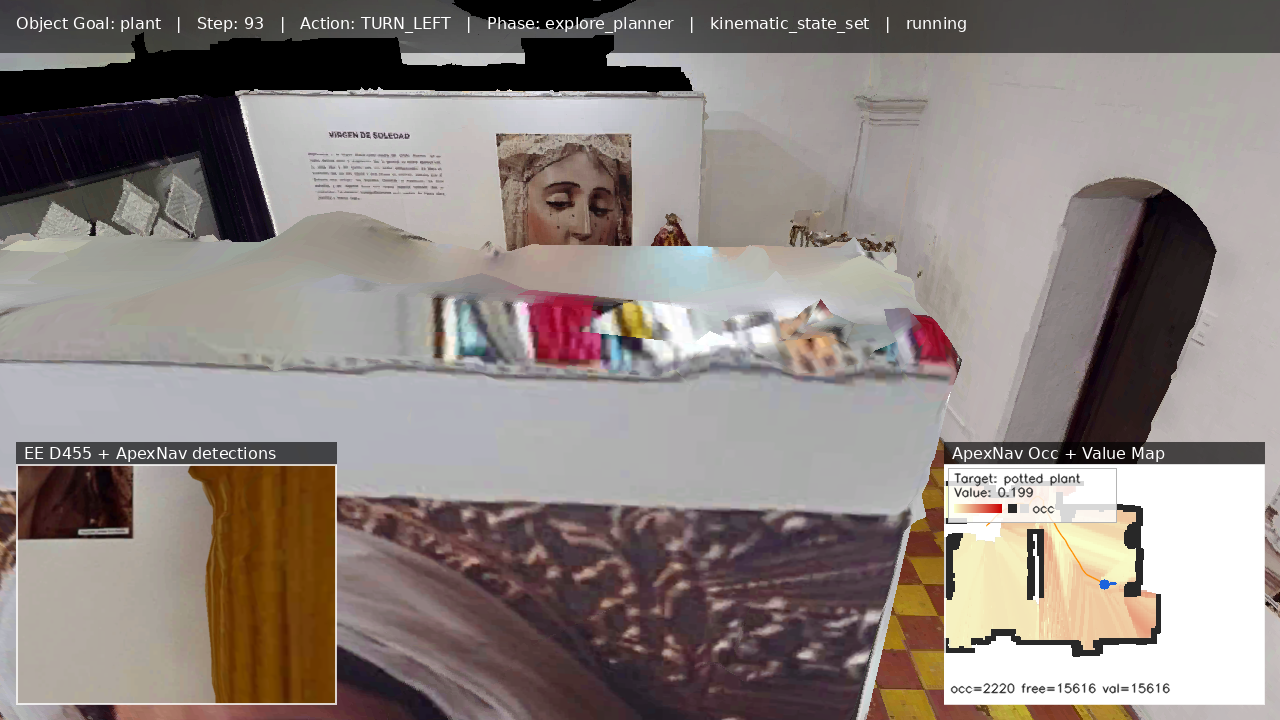 Object Goal: plant | Step: 93 | Action: TURN_LEFT | Phase: explore_planner | kinematic_state_set | running
VIRGEN DE SOLEDAD
EE D455 + ApexNav detections
ApexNav Occ + Value Map
Target: potted plant
Value: 0.199
occ
occ=2220 free=15616 val=15616